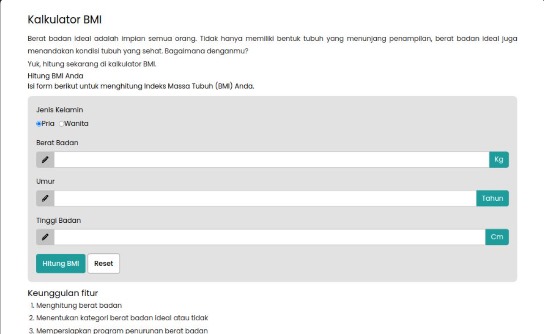 Kalkulator BMI
Berat badan ideal adalah impian semua orang. Tidak hanya memiliki bentuk tubuh yang menunjang penampilan, berat badan ideal juga
menandakan kondisi tubuh yang sehat. Bagaimana denganmu?
Yuk, hitung sekarang di kalkulator BMI.
Hitung BMI Anda
Isi form berikut untuk menghitung Indeks Massa Tubuh (BMI) Anda.
Jenis Kelamin
Pria Wanita
Berat Badan
Kg
Umur
Tahun
Tinggi Badan
Cm
Hitung BMI Reset
Keunggulan fitur
1. Menghitung berat badan
2. Menentukan kategori berat badan ideal atau tidak
3. Mempersiapkan program penurunan berat badan